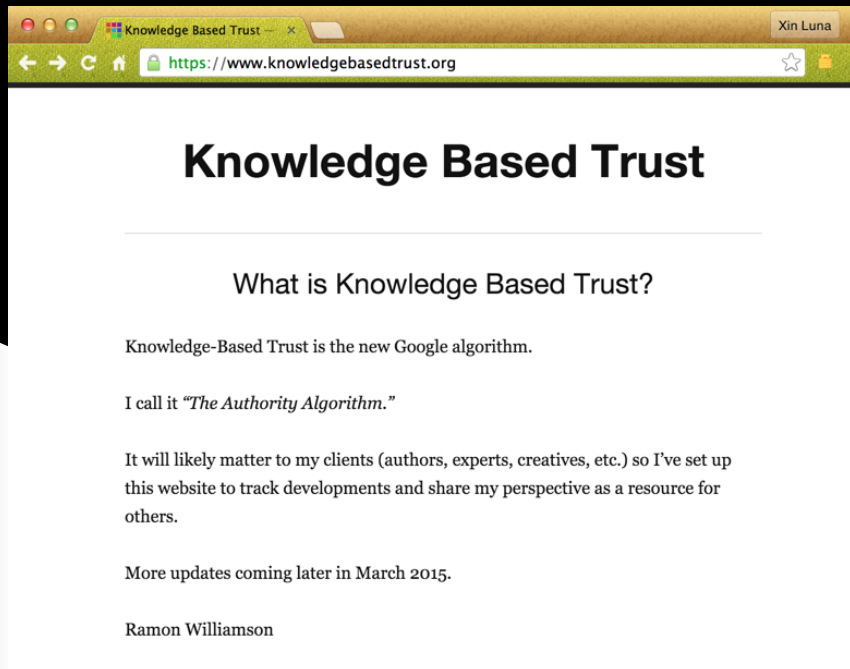 Knowledge Based Trust —
Xin Luna
https://www.knowledgebasedtrust.org
Knowledge Based Trust
What is Knowledge Based Trust?
Knowledge-Based Trust is the new Google algorithm.
I call it “The Authority Algorithm.”
It will likely matter to my clients (authors, experts, creatives, etc.) so I’ve set up
this website to track developments and share my perspective as a resource for
others.
More updates coming later in March 2015.
Ramon Williamson